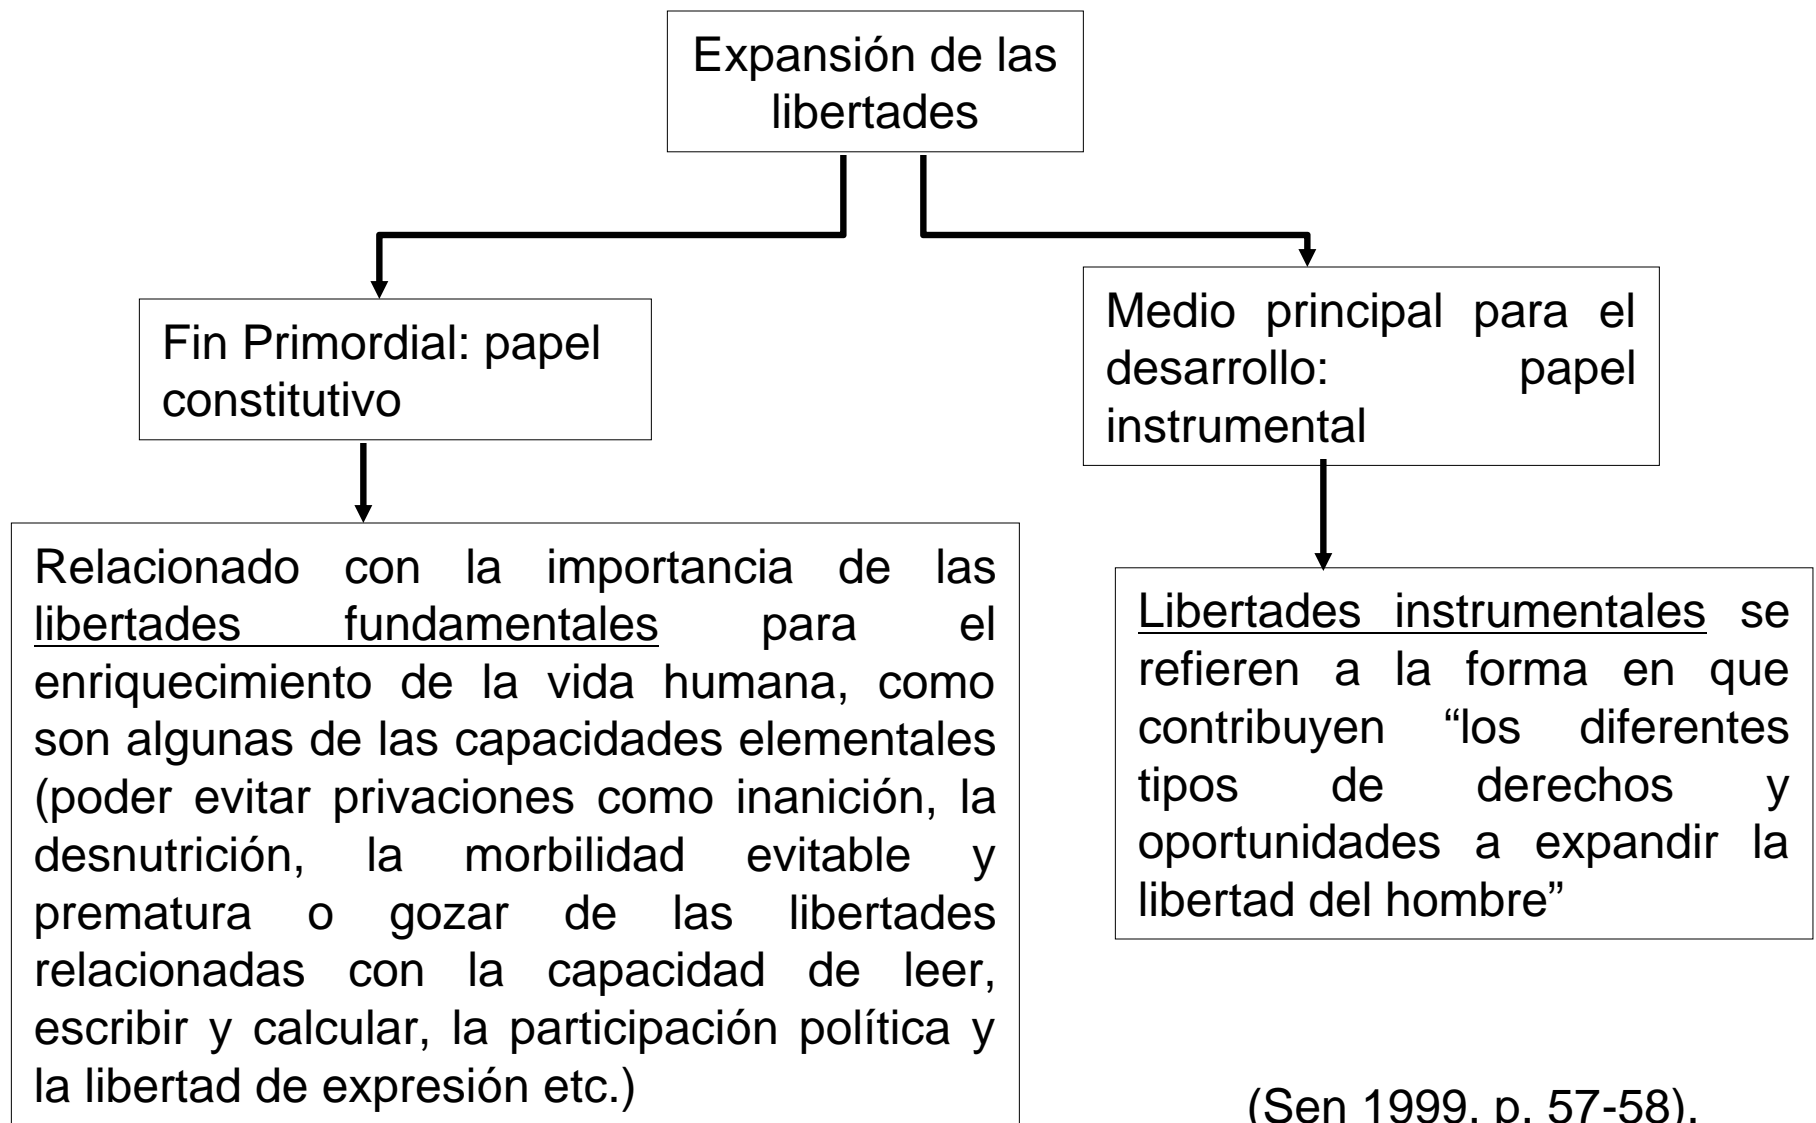 Expansión de las
libertades
Fin Primordial: papel
constitutivo
Medio principal para el
desarrollo: papel
instrumental
Relacionado con la importancia de las
libertades fundamentales para el
enriquecimiento de la vida humana, como
son algunas de las capacidades elementales
(poder evitar privaciones como inanición, la
desnutrición, la morbilidad evitable y
prematura o gozar de las libertades
relacionadas con la capacidad de leer,
escribir y calcular, la participación política y
la libertad de expresión etc.)
Libertades instrumentales se
refieren a la forma en que
contribuyen “los diferentes
tipos de derechos y
oportunidades a expandir la
libertad del hombre”
(Sen 1999, p. 57-58).